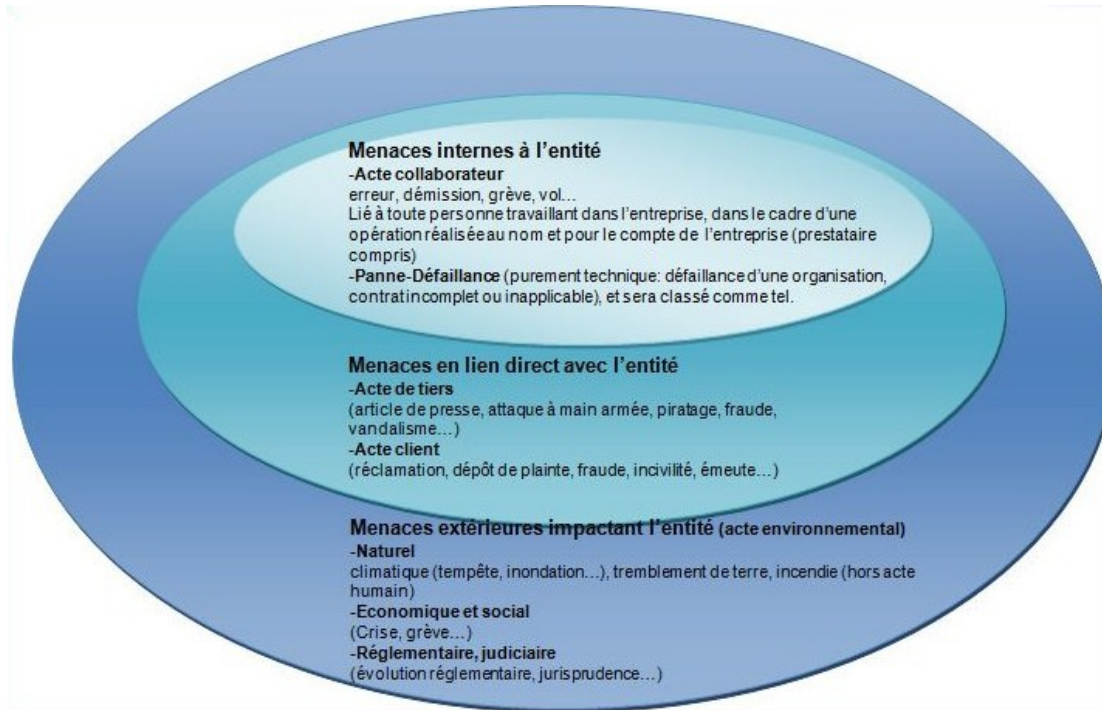 Menaces internes à l'entité
-Acte collaborateur
erreur, démission, grève, vol...
Lié à toute personne travaillant dans l'entreprise, dans le cadre d'une
opération réalisée au nom et pour le compte de l'entreprise (prestataire
compris)
-Panne-Défaillance (purement technique: défaillance d'une organisation,
contrat incomplet ou inapplicable), et sera classé comme tel.
Menaces en lien direct avec l'entité
-Acte de tiers
(article de presse, attaque à main armée, piratage, fraude,
vandalisme...)
-Acte client
(réclamation, dépôt de plainte, fraude, incivilité, émeute...)
Menaces extérieures impactant l'entité (acte environnemental)
-Naturel
climatique (tempête, inondation...), tremblement de terre, incendie (hors acte
humain)
-Economique et social
(Crise, grève...)
-Réglementaire, judiciaire
(évolution réglementaire, jurisprudence...)